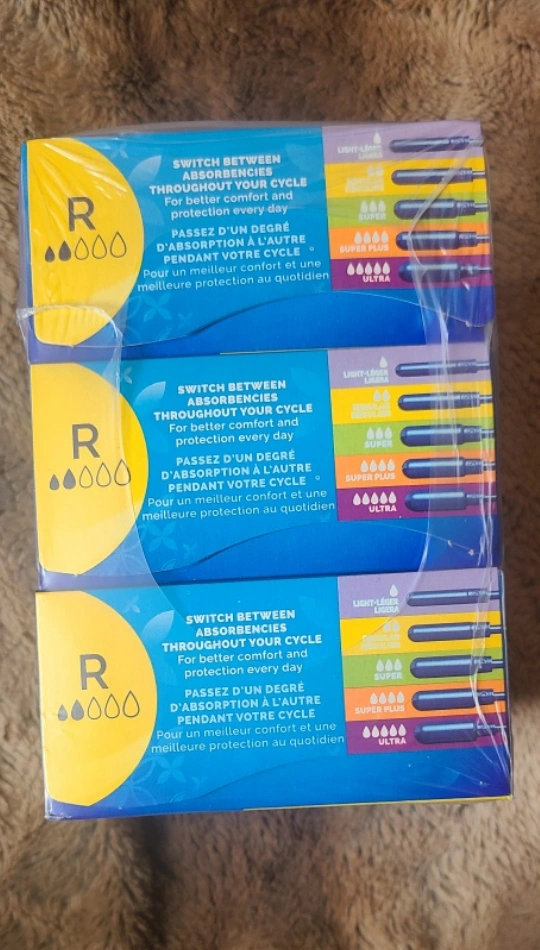 R
SWITCH BETWEEN
ABSORBENCIES
THROUGHOUT YOUR CYCLE
For better comfort and
protection every day
PASSEZ D'UN DEGRÉ
D'ABSORPTION À L'AUTRE
PENDANT VOTRE CYCLE
Pour un meilleur confort et une
meilleure protection au quotidien
LIGHT-LÉGER
LIGERA
SUPER
SUPER PLUS
ULTRA
R
SWITCH BETWEEN
ABSORBENCIES
THROUGHOUT YOUR CYCLE
For better comfort and
protection every day
PASSEZ D'UN DEGRÉ
D'ABSORPTION À L'AUTRE
PENDANT VOTRE CYCLE
Pour un meilleur confort et une
meilleure protection au quotidien
LIGHT-LÉGER
LIGERA
SUPER
SUPER PLUS
ULTRA
R
SWITCH BETWEEN
ABSORBENCIES
THROUGHOUT YOUR CYCLE
For better comfort and
protection every day
PASSEZ D'UN DEGRÉ
D'ABSORPTION À L'AUTRE
PENDANT VOTRE CYCLE
Pour un meilleur confort et une
meilleure protection au quotidien
LIGHT-LÉGER
LIGERA
SUPER
SUPER PLUS
ULTRA